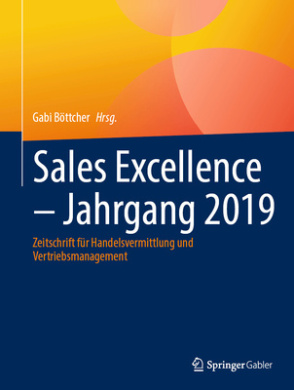 Gabi Böttcher Hrsg.
Sales Excellence
– Jahrgang 2019
Zeitschrift für Handelsvermittlung und
Vertriebsmanagement
Springer Gabler